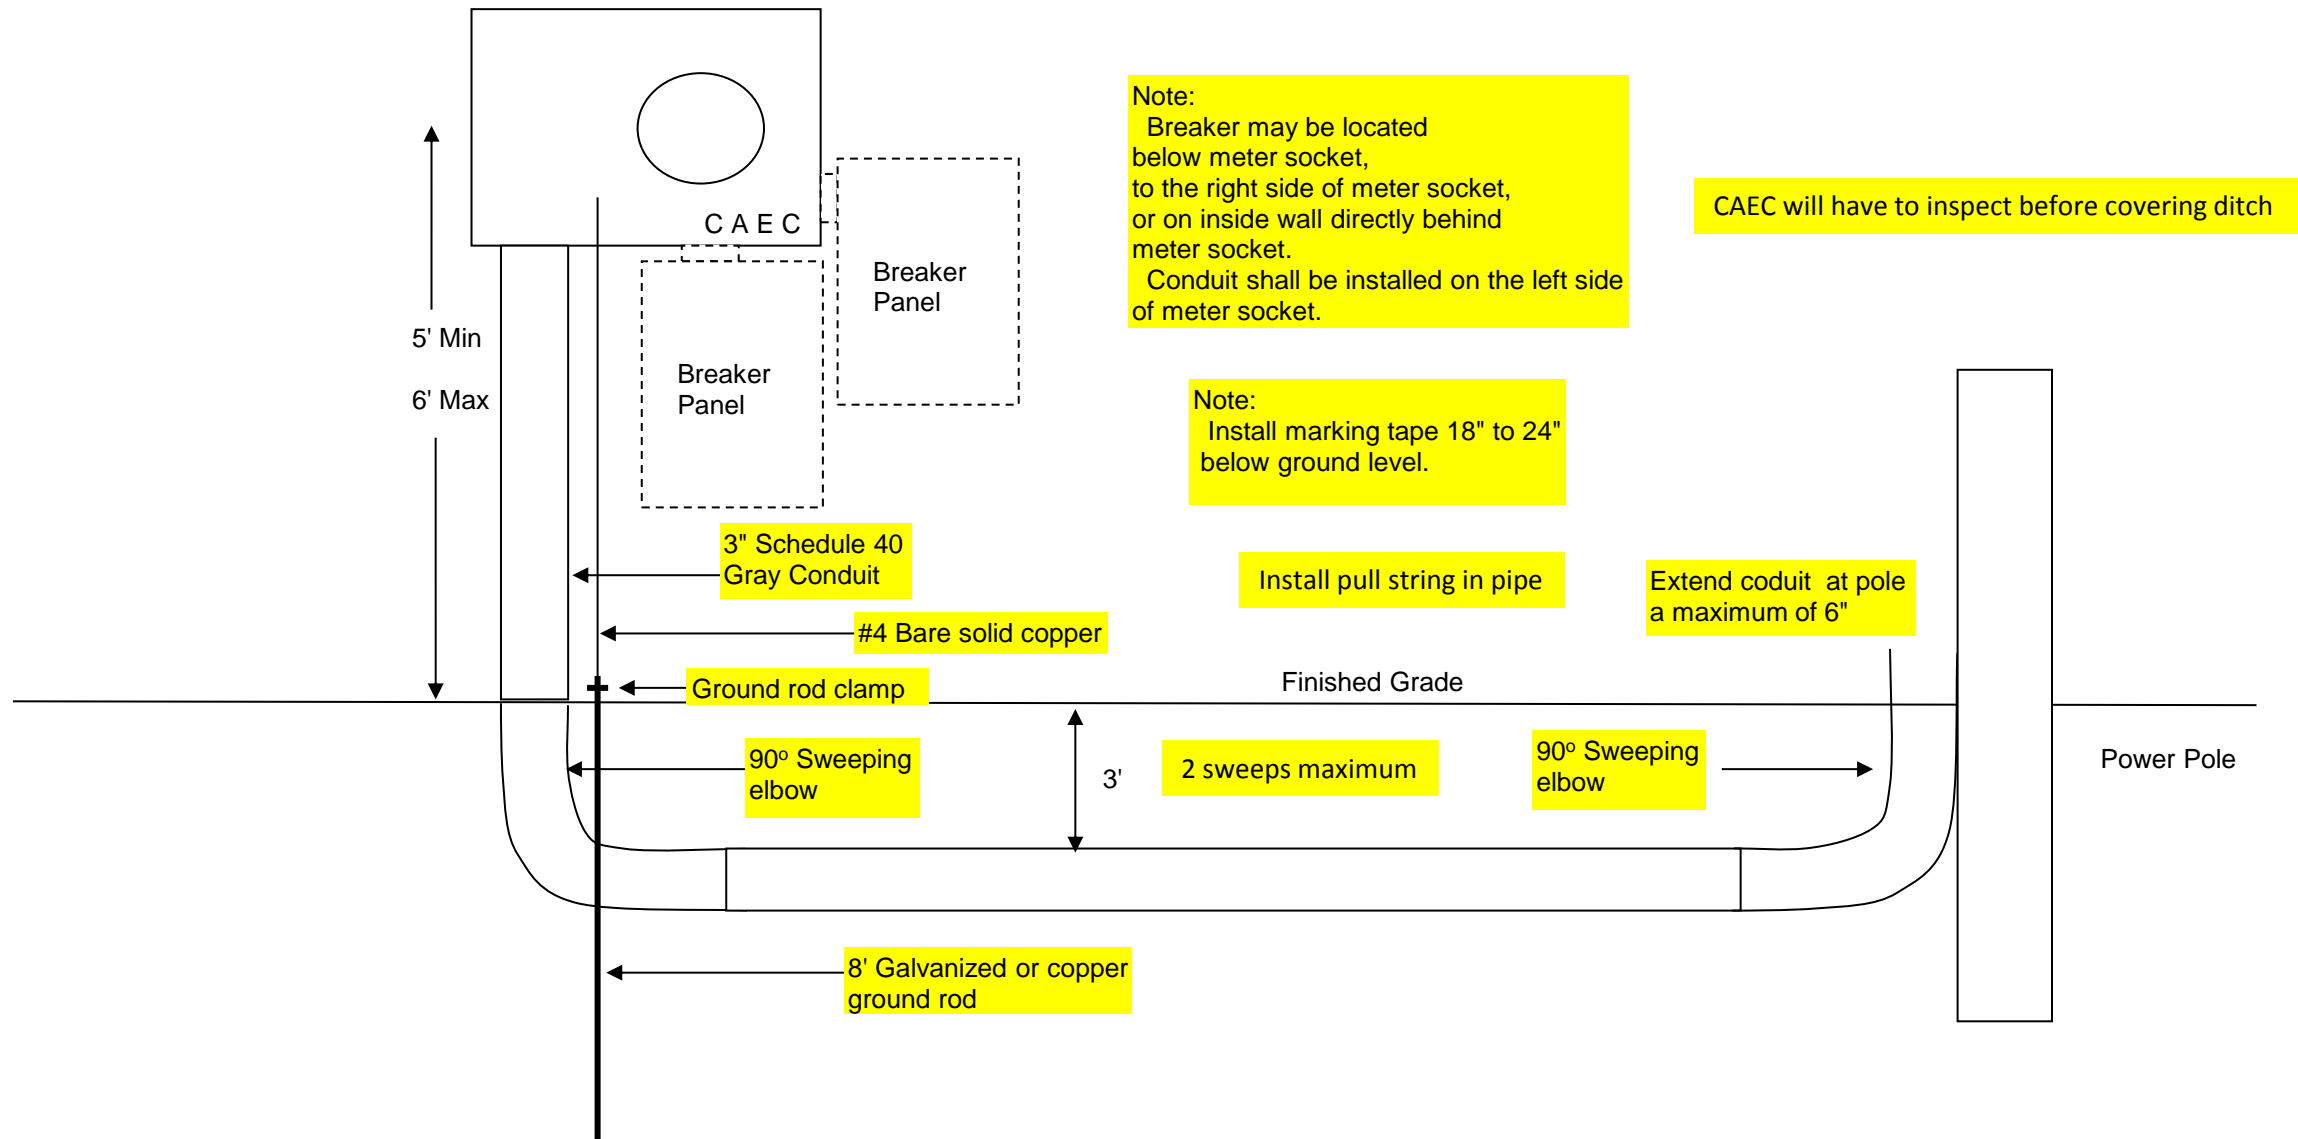 Note:
Breaker may be located
below meter socket,
to the right side of meter socket,
or on inside wall directly behind
meter socket.
Conduit shall be installed on the left side
of meter socket.
CAEC will have to inspect before covering ditch
C A E C
Breaker
Panel
Breaker
Panel
5' Min
6' Max
Note:
Install marking tape 18" to 24"
below ground level.
3" Schedule 40
Gray Conduit
Install pull string in pipe
Extend coduit at pole
a maximum of 6"
#4 Bare solid copper
Ground rod clamp
Finished Grade
90º Sweeping
elbow
3'
2 sweeps maximum
90º Sweeping
elbow
Power Pole
8' Galvanized or copper
ground rod